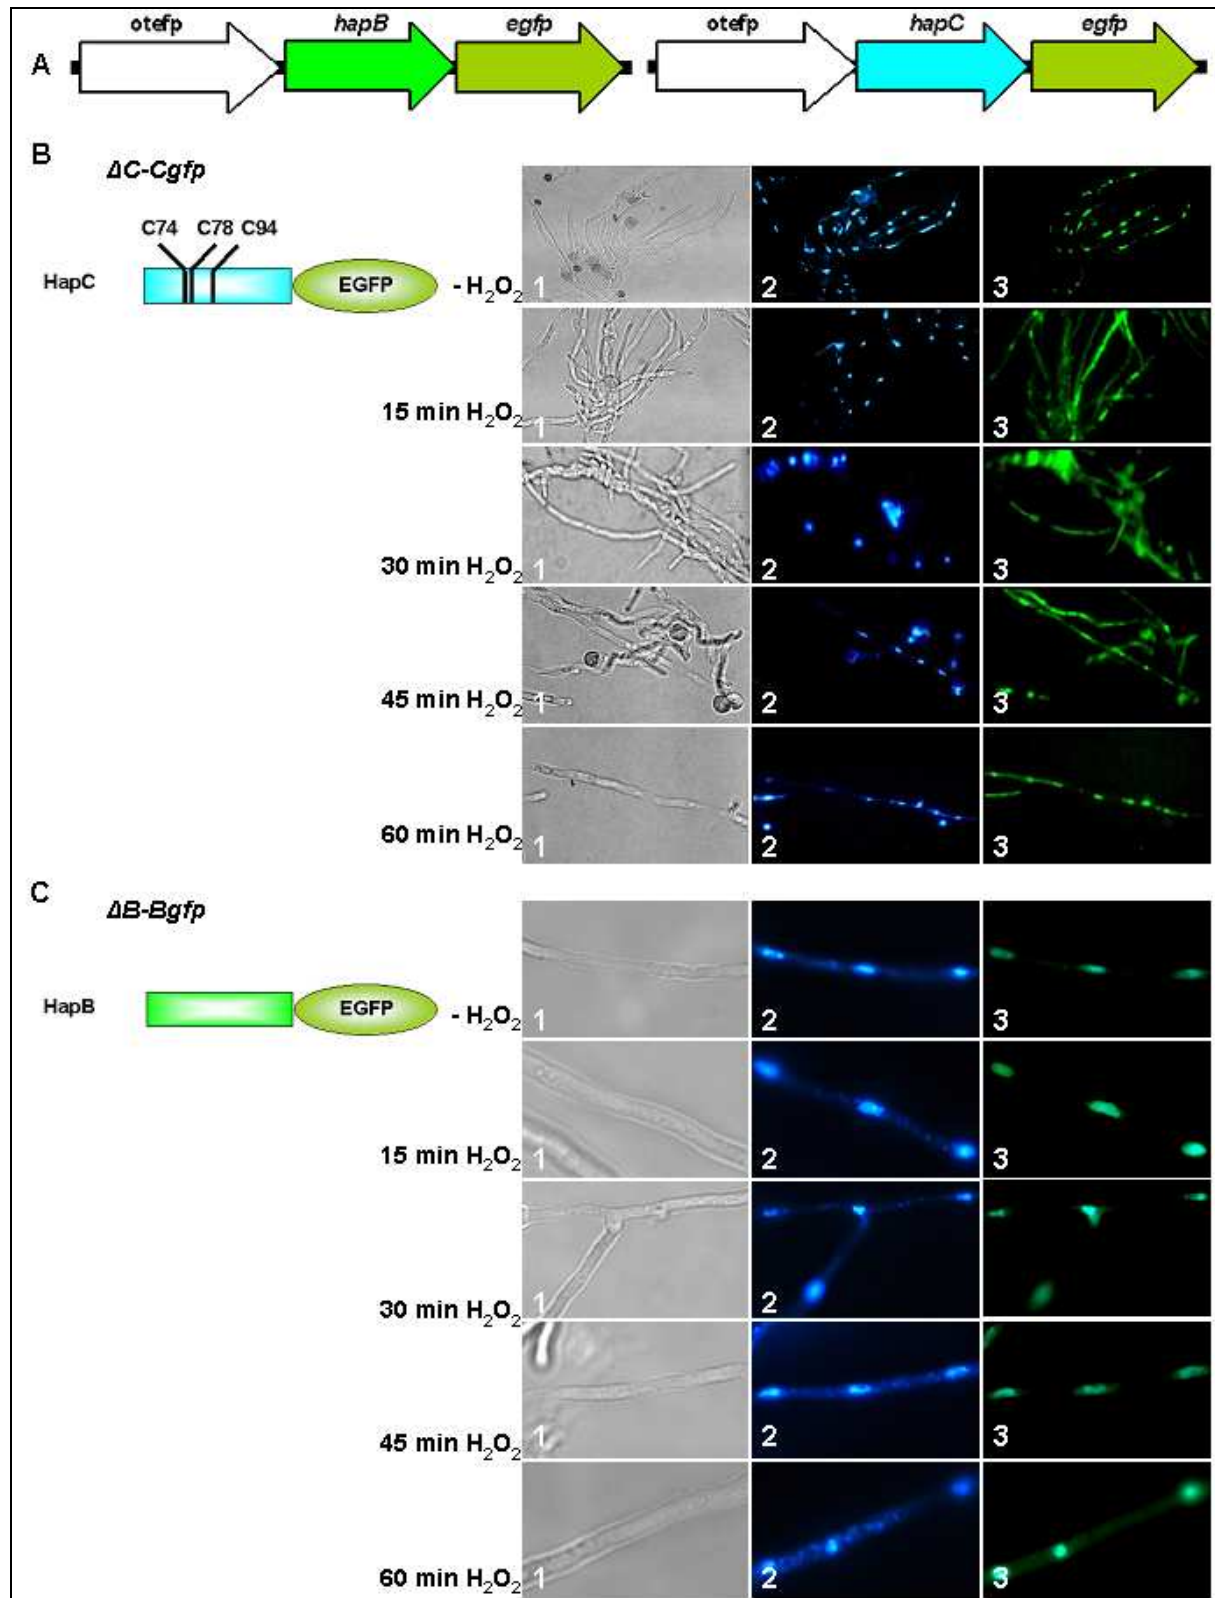 otefp hapB egfp otefp hapC egfp
A
B
ΔC-Cgfp
C74 C78 C94
HapC EGFP - H₂O₂ 1 2 3
15 min H₂O₂ 1 2 3
30 min H₂O₂ 1 2 3
45 min H₂O₂ 1 2 3
60 min H₂O₂ 1 2 3
C
ΔB-Bgfp
HapB EGFP - H₂O₂ 1 2 3
15 min H₂O₂ 1 2 3
30 min H₂O₂ 1 2 3
45 min H₂O₂ 1 2 3
60 min H₂O₂ 1 2 3